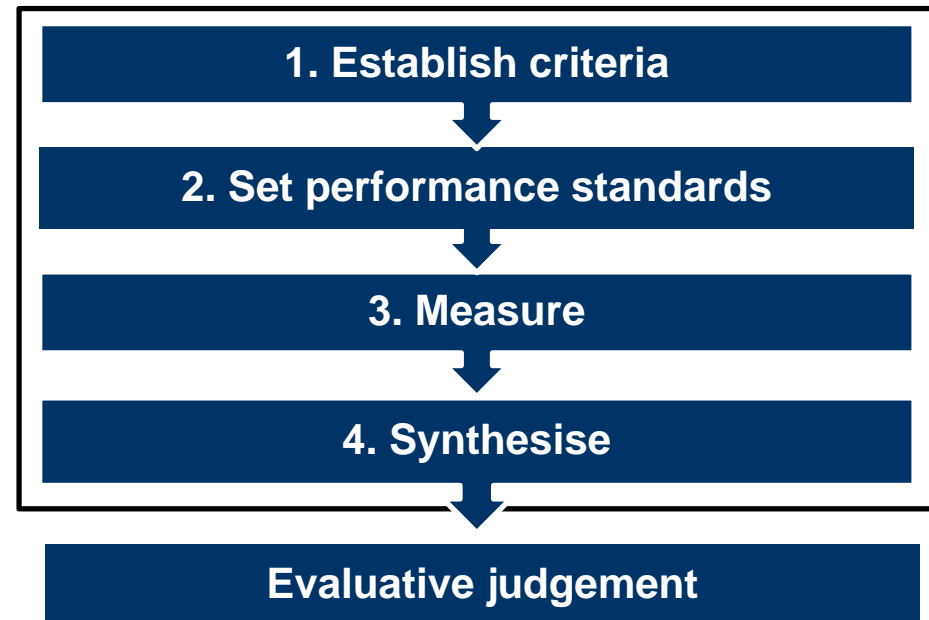 1. Establish criteria
2. Set performance standards
3. Measure
4. Synthesise
Evaluative judgement